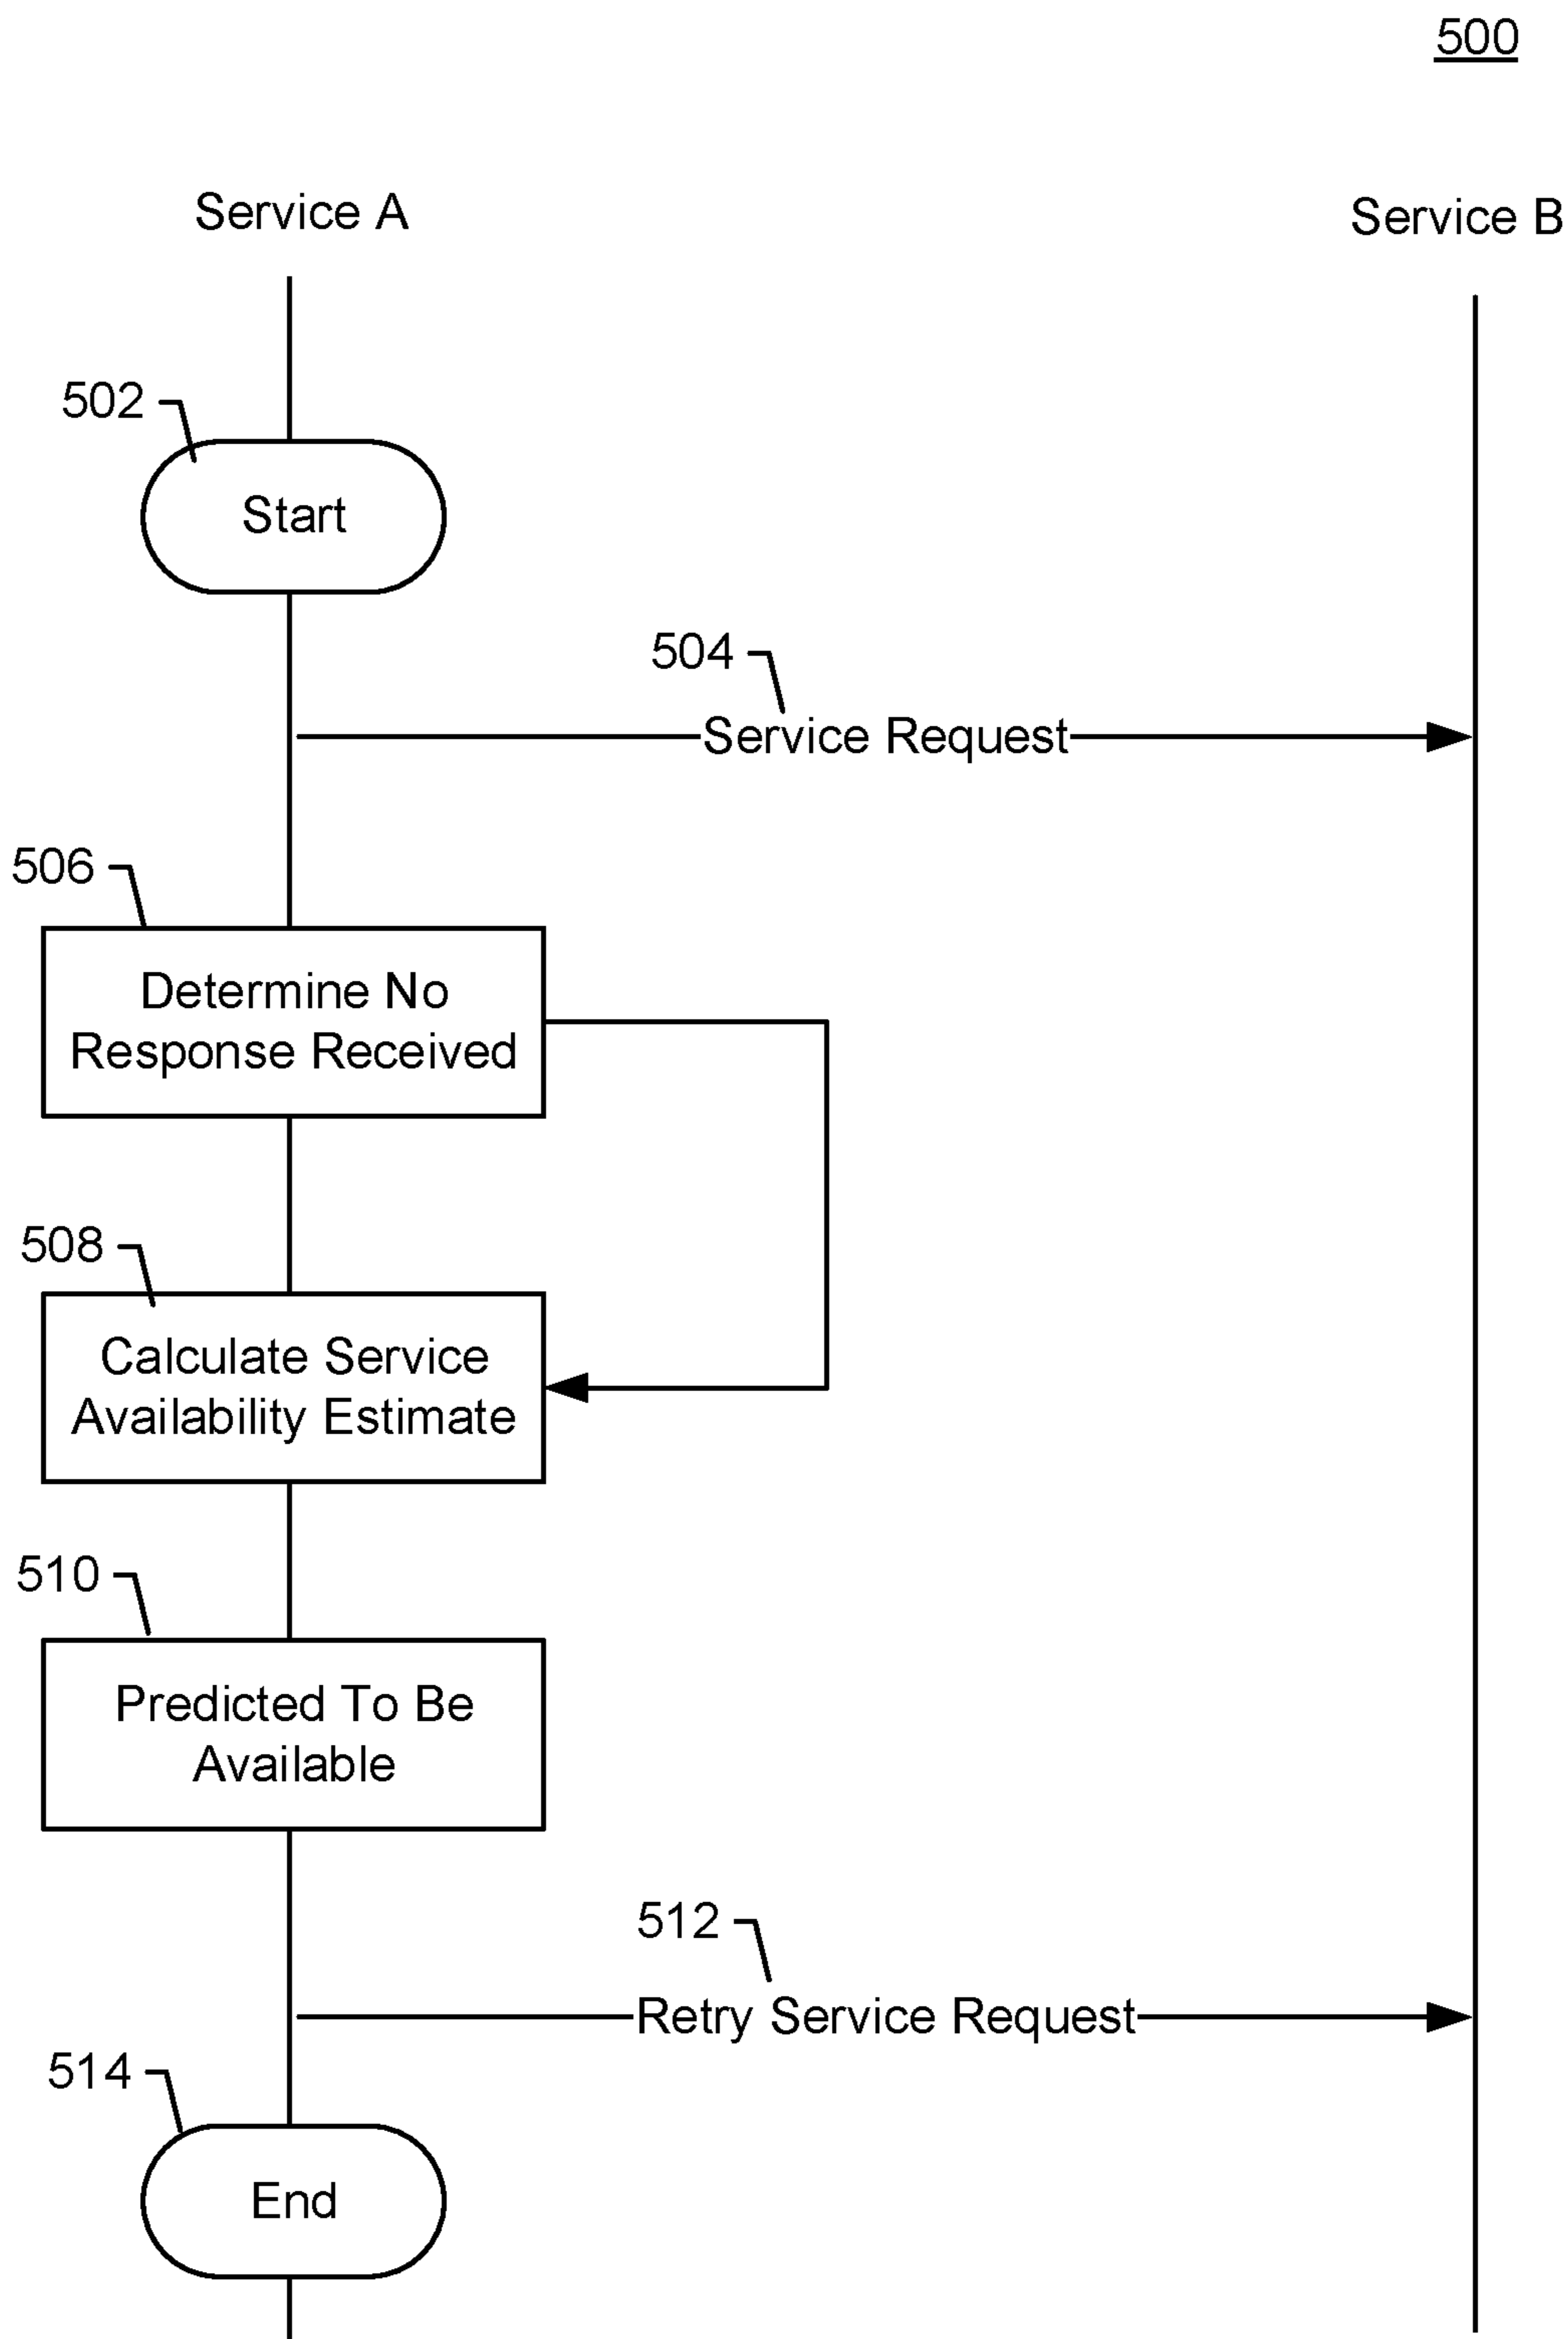 500
Service A
Service B
502
Start
504
Service Request
506
Determine No
Response Received
508
Calculate Service
Availability Estimate
510
Predicted To Be
Available
512
Retry Service Request
514
End